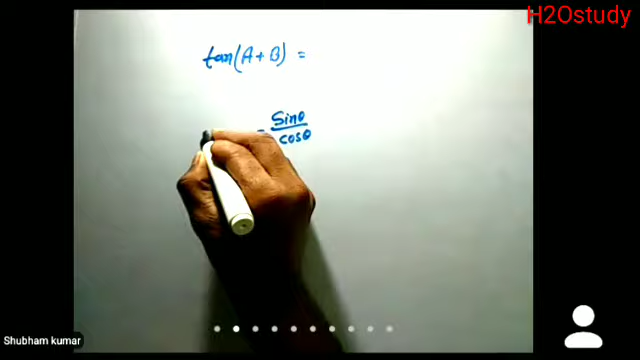 H2Ostudy
tan(A+B) =
= sinθ
cosθ
Shubham kumar